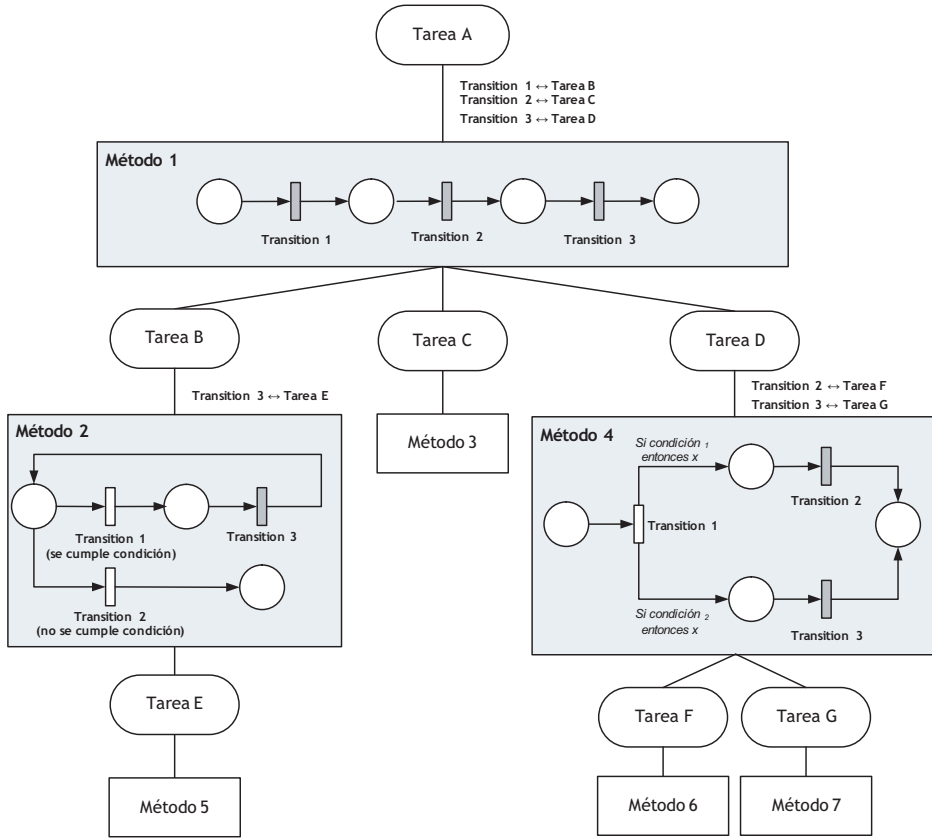 Tarea A
Transition 1 ↔ Tarea B
Transition 2 ↔ Tarea C
Transition 3 ↔ Tarea D
Método 1
Transition 1
Transition 2
Transition 3
Tarea B
Tarea C
Tarea D
Transition 3 ↔ Tarea E
Transition 2 ↔ Tarea F
Transition 3 ↔ Tarea G
Método 2
Transition 1
(se cumple condición)
Transition 3
Transition 2
(no se cumple condición)
Método 3
Método 4
Si condición 1
entonces x
Transition 2
Transition 1
Si condición 2
entonces x
Transition 3
Tarea E
Tarea F
Tarea G
Método 5
Método 6
Método 7